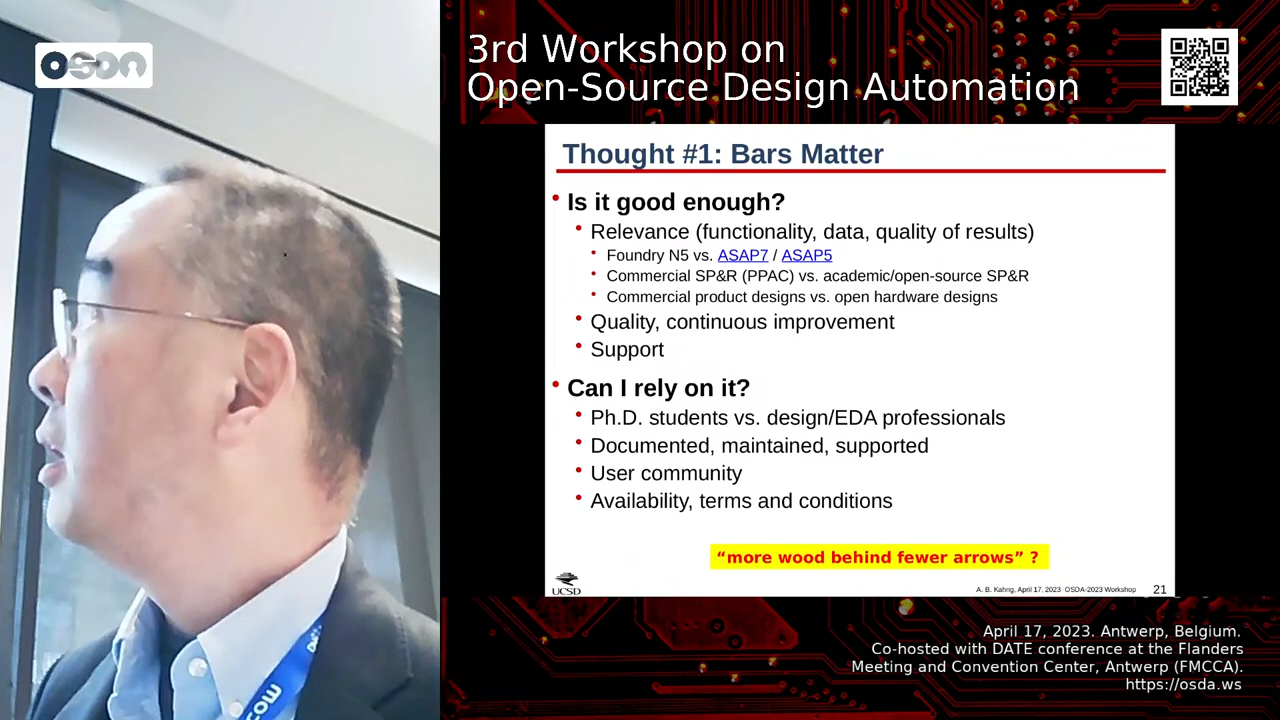 OSDA
3rd Workshop on
Open-Source Design Automation
Thought #1: Bars Matter
• Is it good enough?
• Relevance (functionality, data, quality of results)
• Foundry N5 vs. ASAP7 / ASAP5
• Commercial SP&R (PPAC) vs. academic/open-source SP&R
• Commercial product designs vs. open hardware designs
• Quality, continuous improvement
• Support
• Can I rely on it?
• Ph.D. students vs. design/EDA professionals
• Documented, maintained, supported
• User community
• Availability, terms and conditions
“more wood behind fewer arrows” ?
UCSD
A. B. Kahng, April 17, 2023 OSDA-2023 Workshop
21
April 17, 2023. Antwerp, Belgium.
Co-hosted with DATE conference at the Flanders
Meeting and Convention Center, Antwerp (FMCCA).
https://osda.ws